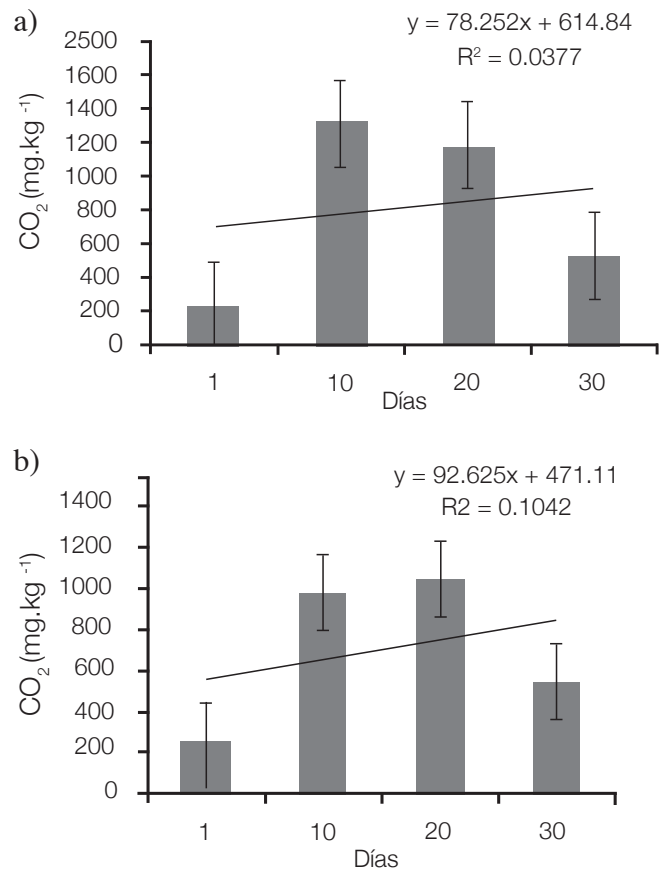 a)
y = 78.252x + 614.84
R² = 0.0377
CO₂ (mg.kg ⁻¹)
2500
1600
1400
1200
1000
800
600
400
200
0
1 10 20 30
Días
b)
y = 92.625x + 471.11
R2 = 0.1042
CO₂ (mg.kg ⁻¹)
1400
1200
1000
800
600
400
200
0
1 10 20 30
Días